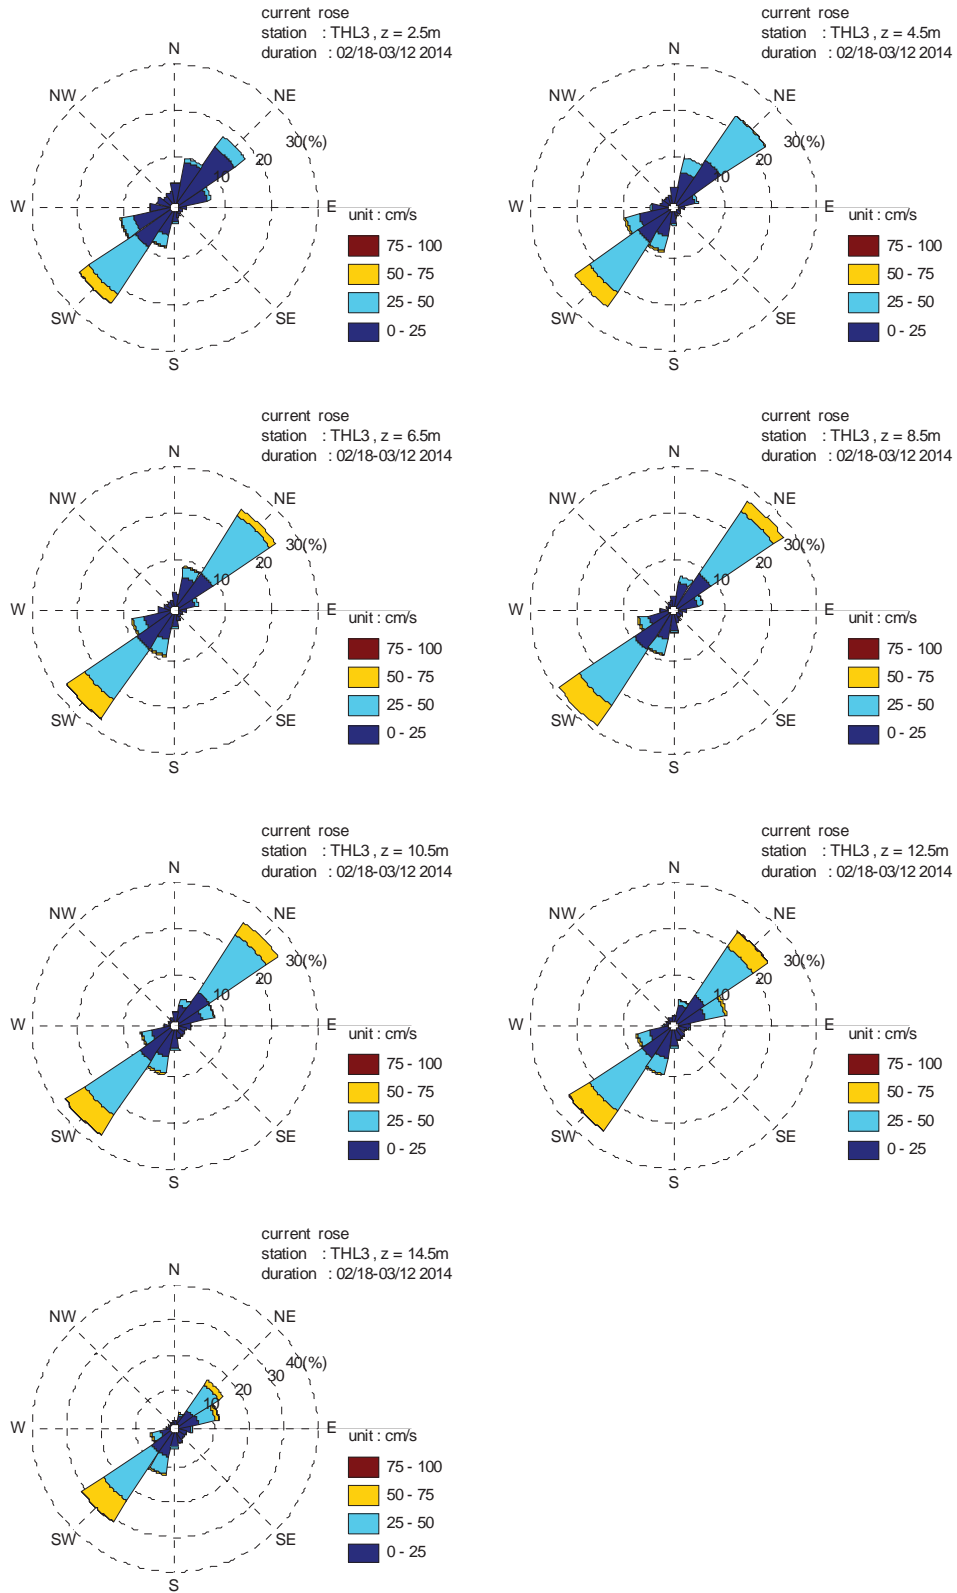 current rose
station : THL3 , z = 2.5m
duration : 02/18-03/12 2014
N
NW
NE
30(%)
20
10
W
E
unit : cm/s
75 - 100
50 - 75
25 - 50
0 - 25
SW
SE
S
current rose
station : THL3 , z = 4.5m
duration : 02/18-03/12 2014
N
NW
NE
30(%)
20
10
W
E
unit : cm/s
75 - 100
50 - 75
25 - 50
0 - 25
SW
SE
S
current rose
station : THL3 , z = 6.5m
duration : 02/18-03/12 2014
N
NW
NE
30(%)
20
10
W
E
unit : cm/s
75 - 100
50 - 75
25 - 50
0 - 25
SW
SE
S
current rose
station : THL3 , z = 8.5m
duration : 02/18-03/12 2014
N
NW
NE
30(%)
20
10
W
E
unit : cm/s
75 - 100
50 - 75
25 - 50
0 - 25
SW
SE
S
current rose
station : THL3 , z = 10.5m
duration : 02/18-03/12 2014
N
NW
NE
30(%)
20
10
W
E
unit : cm/s
75 - 100
50 - 75
25 - 50
0 - 25
SW
SE
S
current rose
station : THL3 , z = 12.5m
duration : 02/18-03/12 2014
N
NW
NE
30(%)
20
10
W
E
unit : cm/s
75 - 100
50 - 75
25 - 50
0 - 25
SW
SE
S
current rose
station : THL3 , z = 14.5m
duration : 02/18-03/12 2014
N
NW
NE
40(%)
30
20
10
W
E
unit : cm/s
75 - 100
50 - 75
25 - 50
0 - 25
SW
SE
S